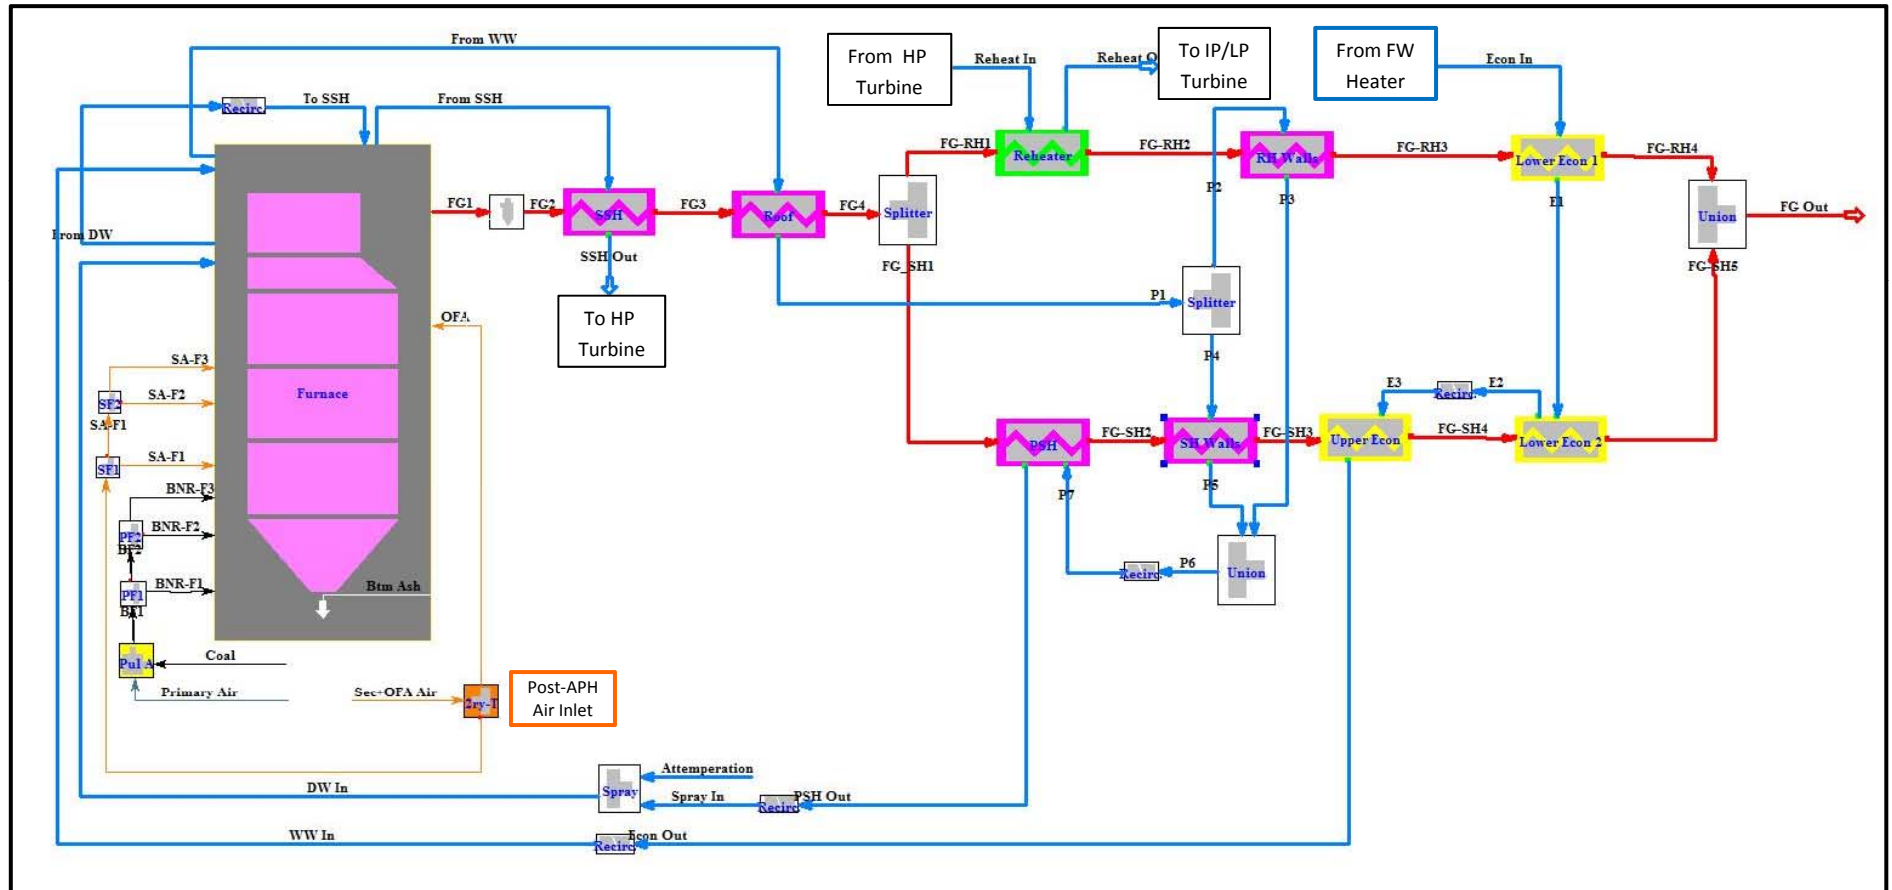 From WW
From HP
Turbine
Reheat In
Reheat O
To IP/LP
Turbine
From FW
Heater
Econ In
Recirc.
To SSH
From SSH
FG-RH1
Reheater
FG-RH2
RH Walls
FG-RH3
Lower Econ 1
FG-RH4
P2
P3
E1
FG1
FG2
SSH
FG3
Roof
FG4
Splitter
Union
FG Out
From DW
SSH Out
FG_SH1
FG-SH5
P1
Splitter
To HP
Turbine
OFA
P4
SA-F3
Furnace
SF2
SA-F2
SA-F1
E3
Recirc.
E2
PSH
FG-SH2
SH Walls
FG-SH3
Upper Econ
FG-SH4
Lower Econ 2
SF1
SA-F1
P7
P5
BNR-F3
PF2
BNR-F2
BF2
Recirc.
P6
Union
PF1
BNR-F1
BF1
Btm Ash
Pul A
Coal
Primary Air
Sec+OFA Air
2ry-T
Post-APH
Air Inlet
Attemperation
DW In
Spray
Spray In
Recirc.
PSH Out
WW In
Recirc.
Econ Out